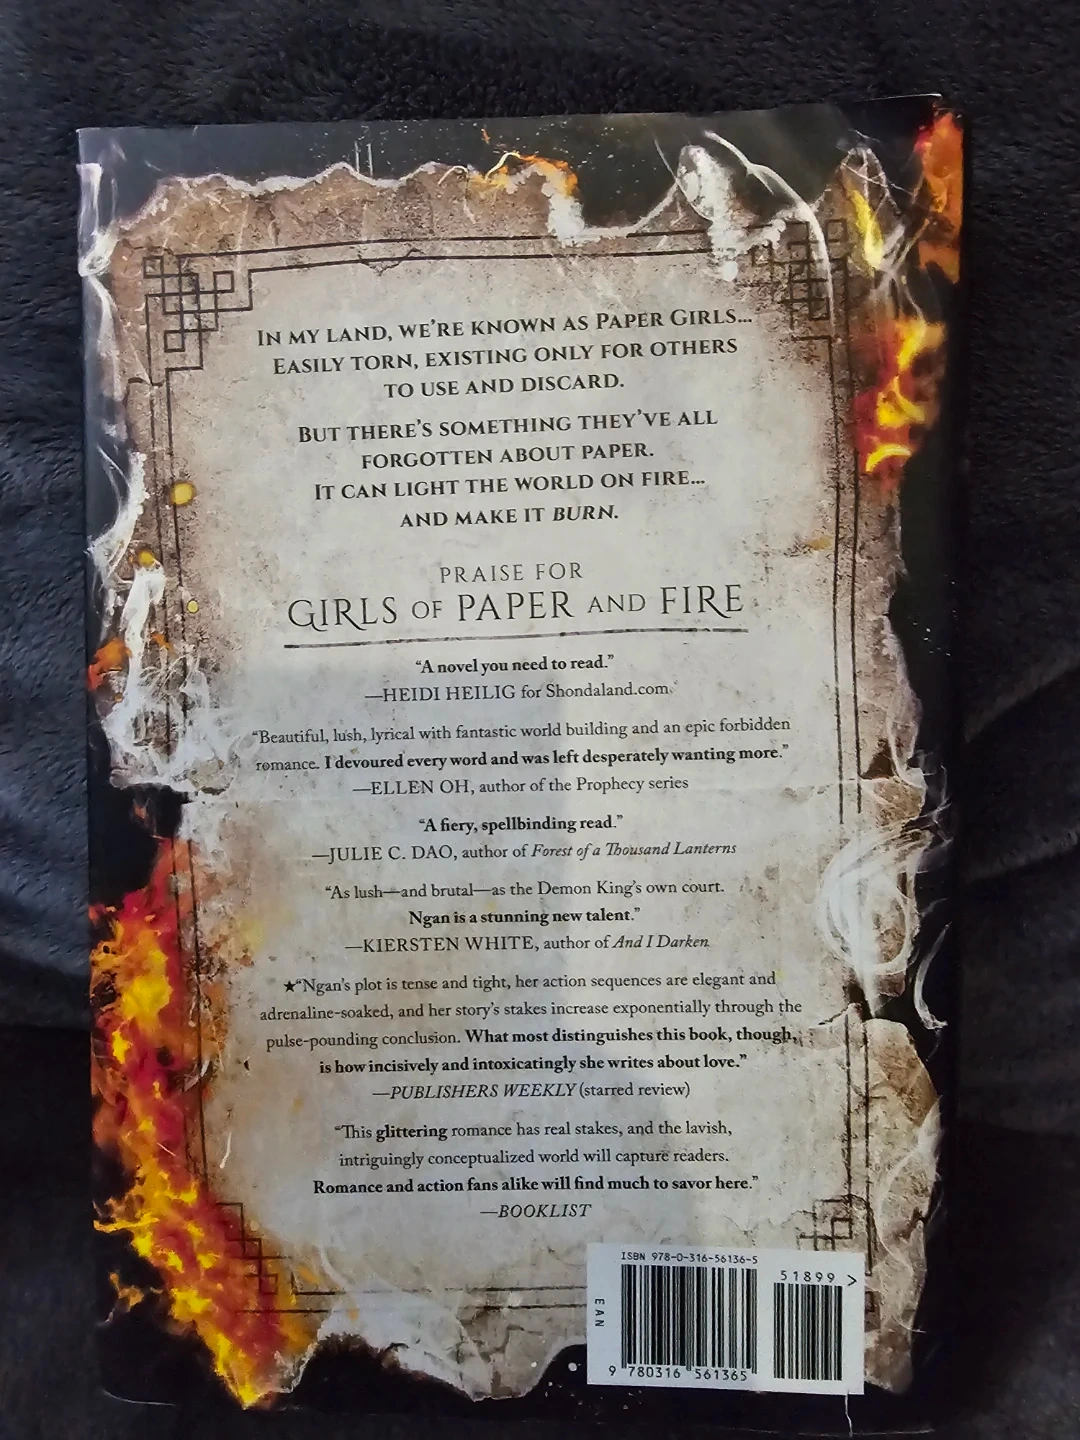 IN MY LAND, WE'RE KNOWN AS PAPER GIRLS...
EASILY TORN, EXISTING ONLY FOR OTHERS
TO USE AND DISCARD.
BUT THERE'S SOMETHING THEY'VE ALL
FORGOTTEN ABOUT PAPER.
IT CAN LIGHT THE WORLD ON FIRE...
AND MAKE IT BURN.
PRAISE FOR
GIRLS OF PAPER AND FIRE
“A novel you need to read.”
—HEIDI HEILIG for Shondaland.com
“Beautiful, lush, lyrical with fantastic world building and an epic forbidden
romance. I devoured every word and was left desperately wanting more.”
—ELLEN OH, author of the Prophecy series
“A fiery, spellbinding read.”
—JULIE C. DAO, author of Forest of a Thousand Lanterns
“As lush—and brutal—as the Demon King's own court.
Ngan is a stunning new talent.”
—KIERSTEN WHITE, author of And I Darken
★“Ngan's plot is tense and tight, her action sequences are elegant and
adrenaline-soaked, and her story's stakes increase exponentially through the
pulse-pounding conclusion. What most distinguishes this book, though,
is how incisively and intoxicatingly she writes about love.”
—PUBLISHERS WEEKLY (starred review)
“This glittering romance has real stakes, and the lavish,
intriguingly conceptualized world will capture readers.
Romance and action fans alike will find much to savor here.”
—BOOKLIST
ISBN 978-0-316-56136-5
51899 >
EAN
9 780316 561365